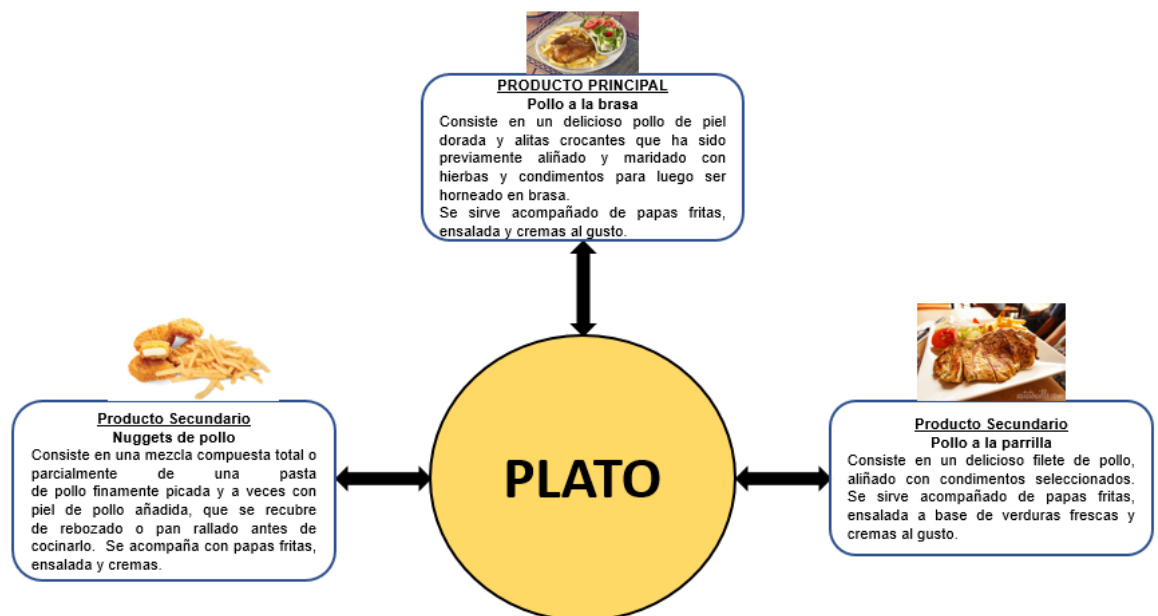 PRODUCTO PRINCIPAL
Pollo a la brasa
Consiste en un delicioso pollo de piel
dorada y alitas crocantes que ha sido
previamente aliñado y maridado con
hierbas y condimentos para luego ser
horneado en brasa.
Se sirve acompañado de papas fritas,
ensalada y cremas al gusto.
Producto Secundario
Nuggets de pollo
Consiste en una mezcla compuesta total o
parcialmente de una pasta
de pollo finamente picada y a veces con
piel de pollo añadida, que se recubre
de rebozado o pan rallado antes de
cocinarlo. Se acompaña con papas fritas,
ensalada y cremas.
PLATO
Producto Secundario
Pollo a la parrilla
Consiste en un delicioso filete de pollo,
aliñado con condimentos seleccionados.
Se sirve acompañado de papas fritas,
ensalada a base de verduras frescas y
cremas al gusto.